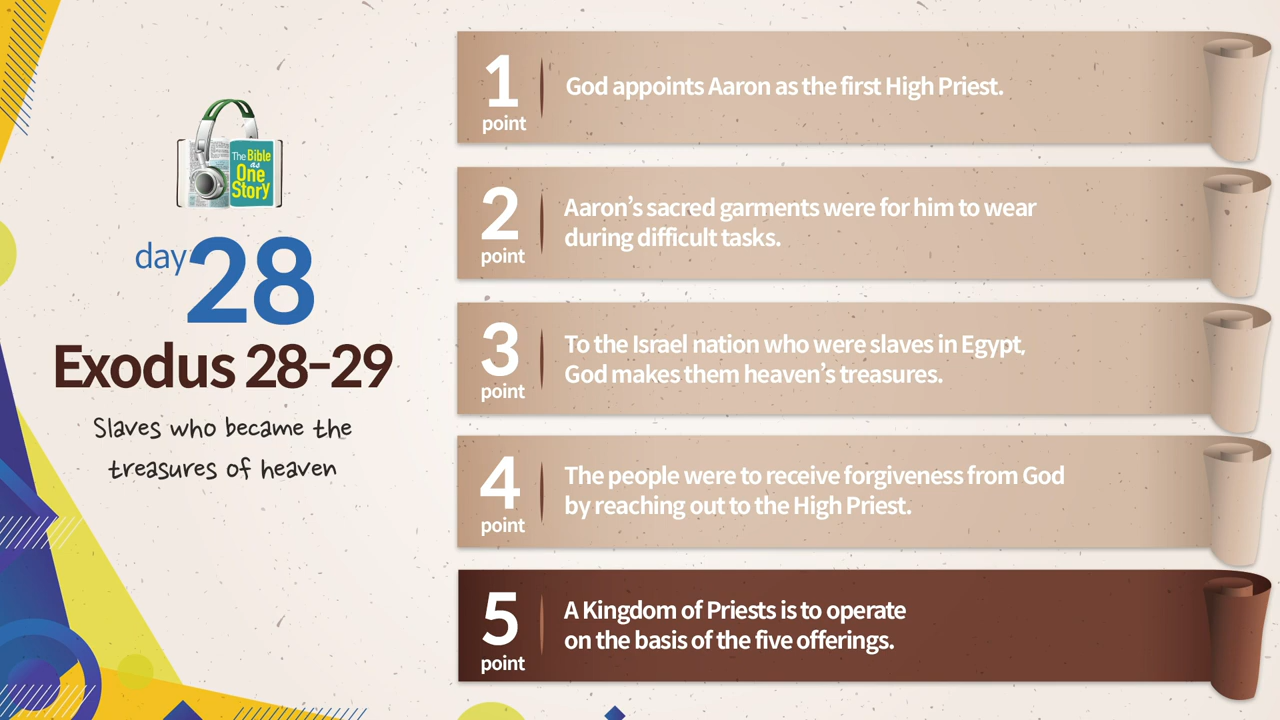 The Bible
as
One
Story
day 28
Exodus 28-29
Slaves who became the
treasures of heaven
1
point
God appoints Aaron as the first High Priest.
2
point
Aaron's sacred garments were for him to wear
during difficult tasks.
3
point
To the Israel nation who were slaves in Egypt,
God makes them heaven's treasures.
4
point
The people were to receive forgiveness from God
by reaching out to the High Priest.
5
point
A Kingdom of Priests is to operate
on the basis of the five offerings.